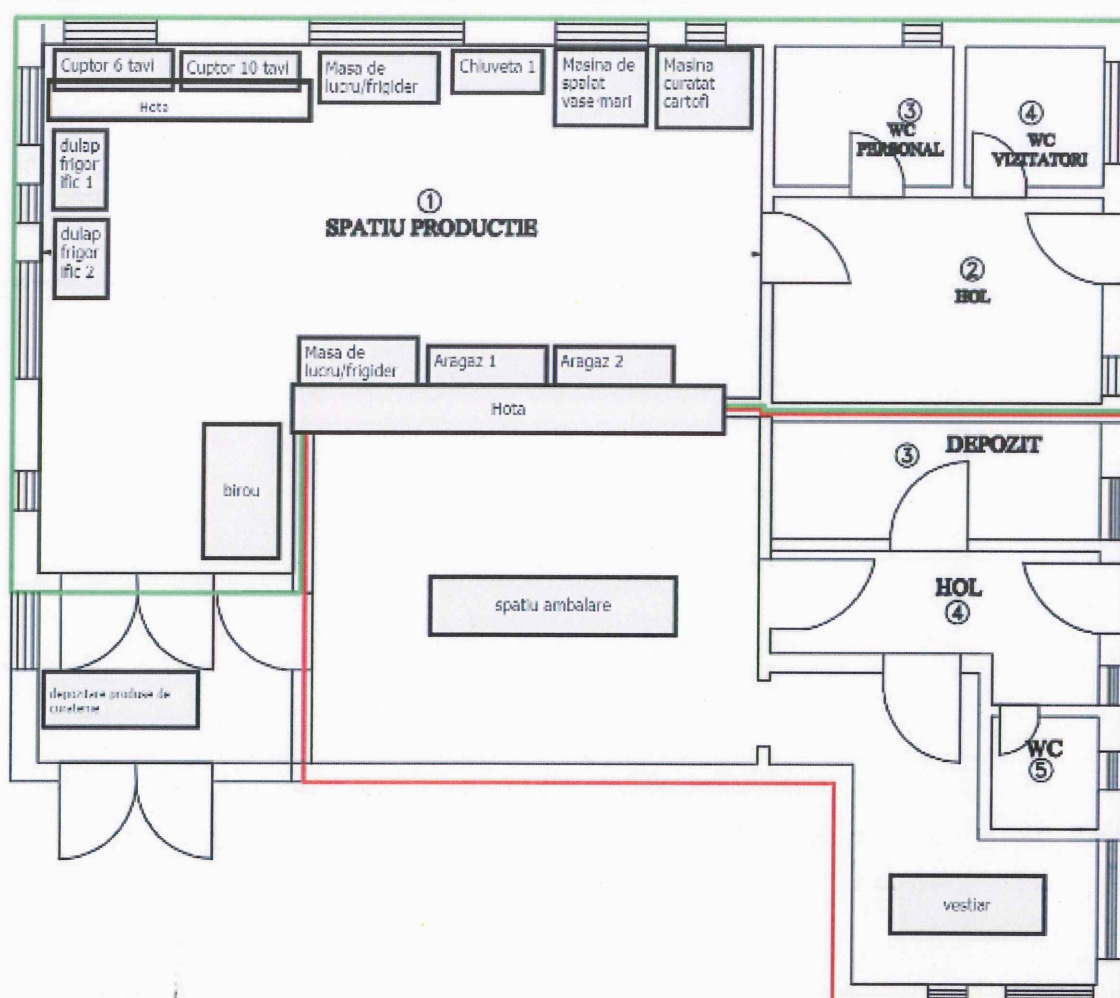 Cuptor 6 tavi
Cuptor 10 tavi
Hota
Masa de
lucru/frigider
Chiuveta 1
Masina de
spalat
vase mari
Masina
curatat
cartofi
③
WC
PERSONAL
④
WC
VIZITATORI
dulap
frigor
ific 1
dulap
frigor
ific 2
①
SPATIU PRODUCTIE
②
HOL
Masa de
lucru/frigider
Aragaz 1
Aragaz 2
Hota
birou
③
DEPOZIT
spatiu ambalare
HOL
④
depozitare produse de
curatenie
WC
⑤
vestiar